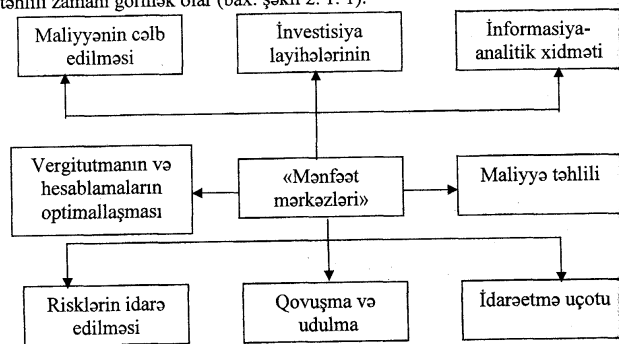 təhlili zamanı görmək olar (bax. şəkil 2. 1. 1).
Maliyyənin cəlb
edilməsi
İnvestisiya
layihələrinin
İnformasiya-
analitik xidməti
Vergitutmanın və
hesablamaların
optimallaşması
«Mənfəət
mərkəzləri»
Maliyyə təhlili
Risklərin idarə
edilməsi
Qovuşma və
udulma
İdarəetmə uçotu